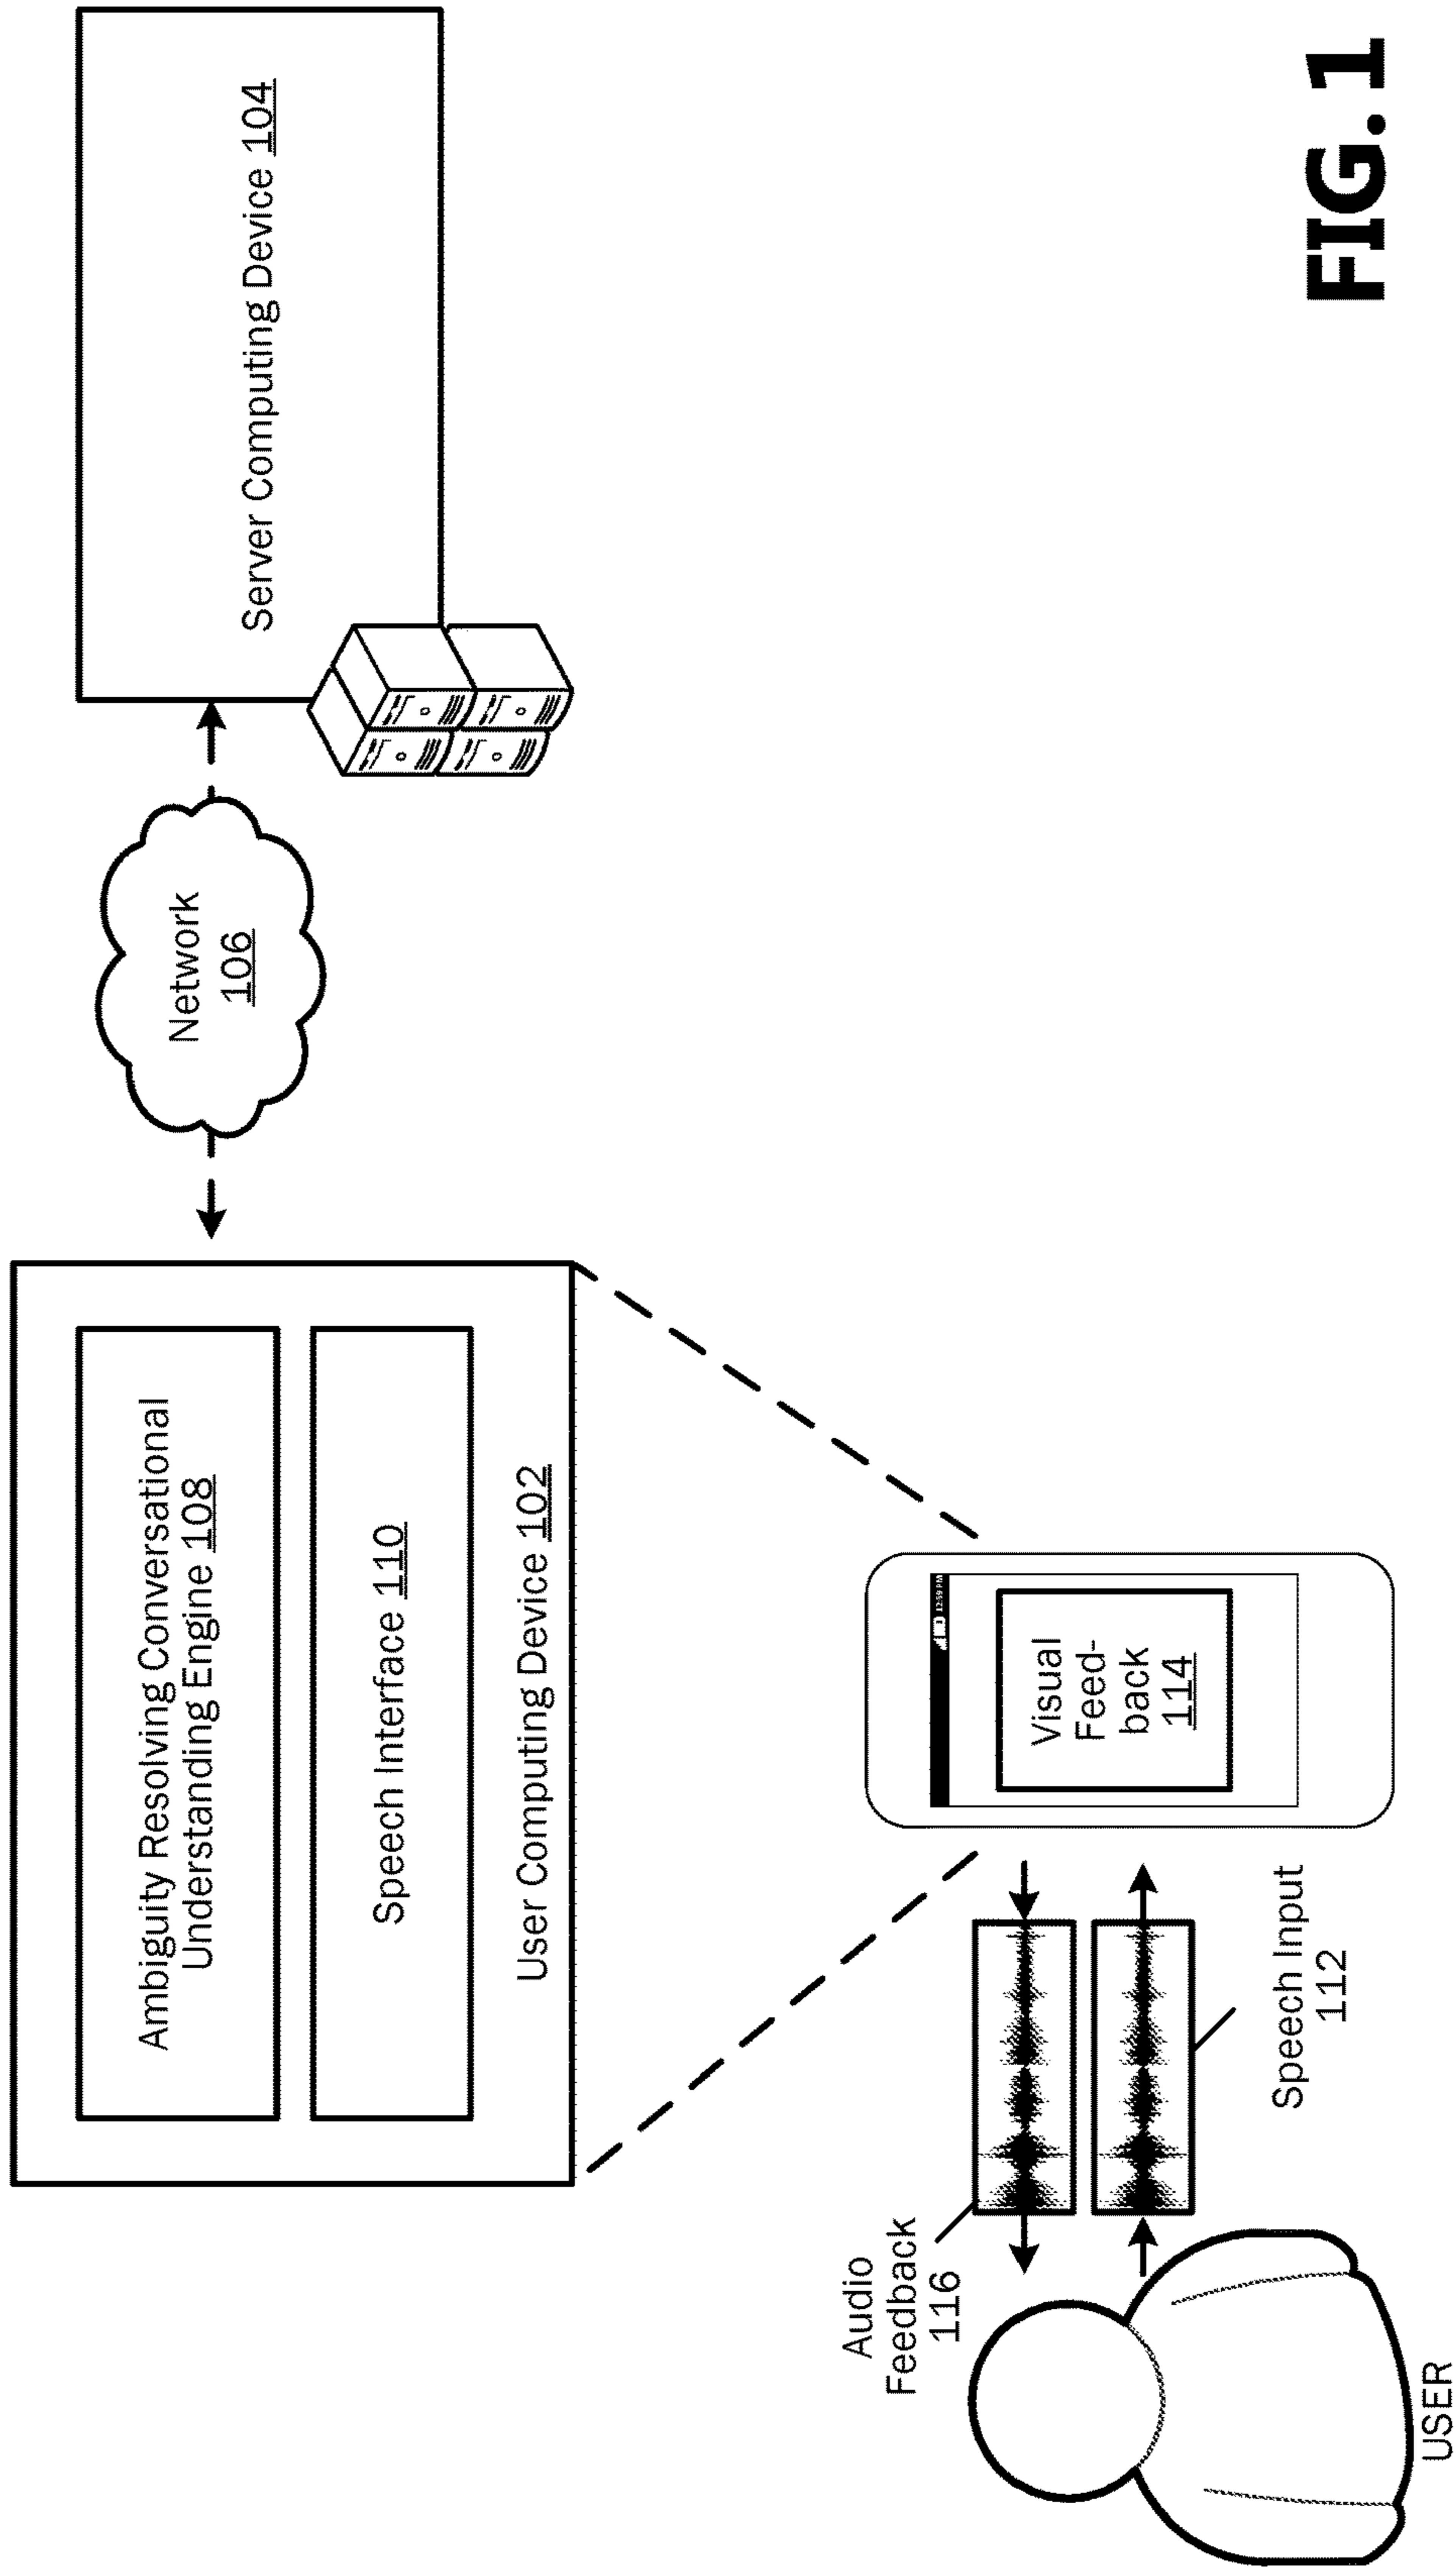 Ambiguity Resolving Conversational
Understanding Engine 108
Speech Interface 110
User Computing Device 102
Network
106
Server Computing Device 104
Audio
Feedback
116
Visual
Feed-
back
114
Speech Input
112
USER
FIG. 1